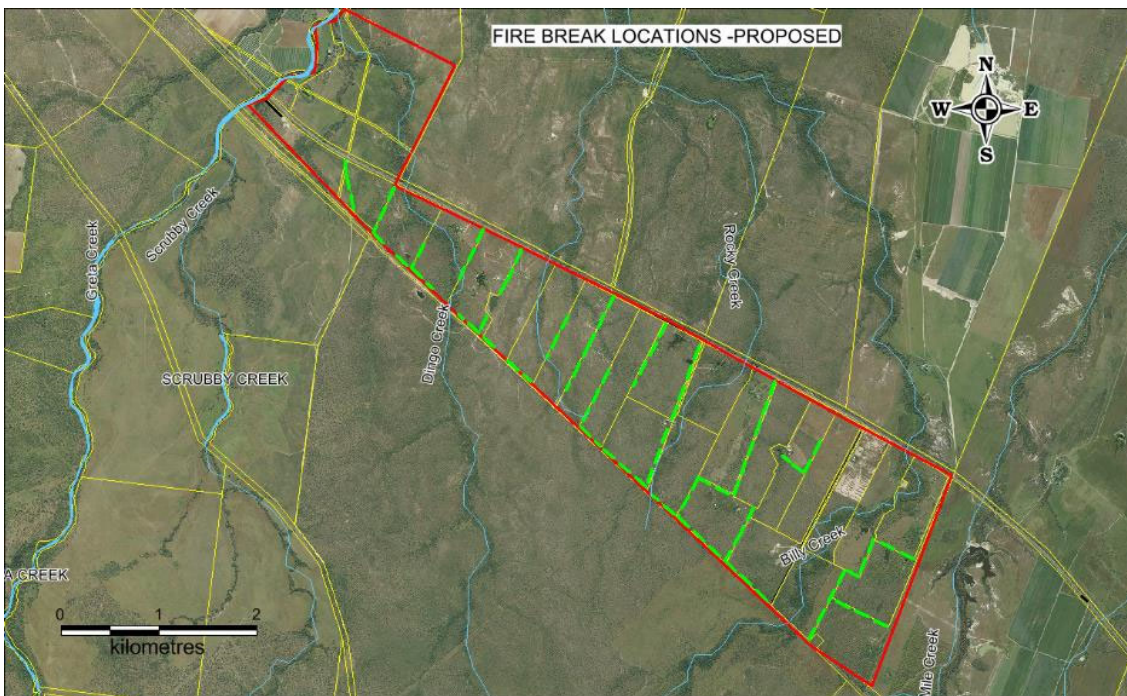 FIRE BREAK LOCATIONS -PROPOSED
N
W E
S
Scrubby Creek
Greta Creek
Rocky Creek
Dingo Creek
SCRUBBY CREEK
Billy Creek
A CREEK
0 1 2
kilometres
Mile Creek